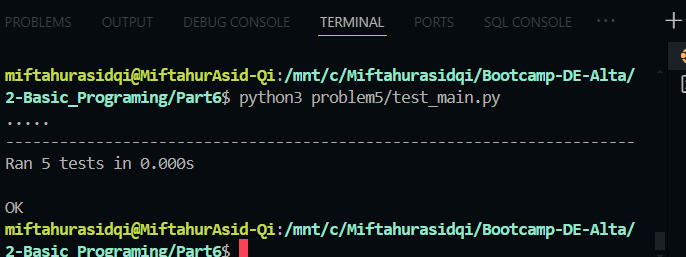 PROBLEMS OUTPUT DEBUG CONSOLE TERMINAL PORTS SQL CONSOLE ··· +
miftahurasidqi@MiftahurAsid-Qi:/mnt/c/Miftahurasidqi/Bootcamp-DE-Alta/
2-Basic_Programing/Part6$ python3 problem5/test_main.py
.....
----------------------------------------------------------------------
Ran 5 tests in 0.000s
OK
miftahurasidqi@MiftahurAsid-Qi:/mnt/c/Miftahurasidqi/Bootcamp-DE-Alta/
2-Basic_Programing/Part6$